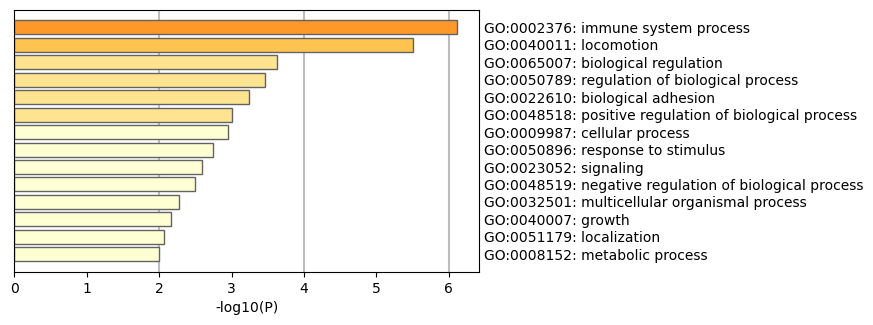 GO:0002376: immune system process
GO:0040011: locomotion
GO:0065007: biological regulation
GO:0050789: regulation of biological process
GO:0022610: biological adhesion
GO:0048518: positive regulation of biological process
GO:0009987: cellular process
GO:0050896: response to stimulus
GO:0023052: signaling
GO:0048519: negative regulation of biological process
GO:0032501: multicellular organismal process
GO:0040007: growth
GO:0051179: localization
GO:0008152: metabolic process
0 1 2 3 4 5 6
-log10(P)